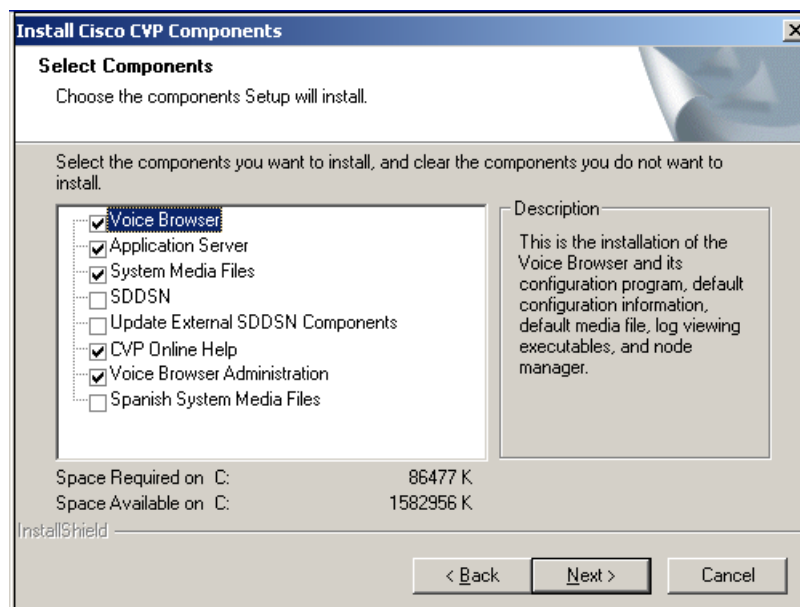 Install Cisco CVP Components
Select Components
Choose the components Setup will install.
Select the components you want to install, and clear the components you do not want to
install.
Voice Browser
Application Server
System Media Files
SDDSN
Update External SDDSN Components
CVP Online Help
Voice Browser Administration
Spanish System Media Files
Description
This is the installation of the
Voice Browser and its
configuration program, default
configuration information,
default media file, log viewing
executables, and node
manager.
Space Required on C: 86477 K
Space Available on C: 1582956 K
InstallShield
< Back Next > Cancel